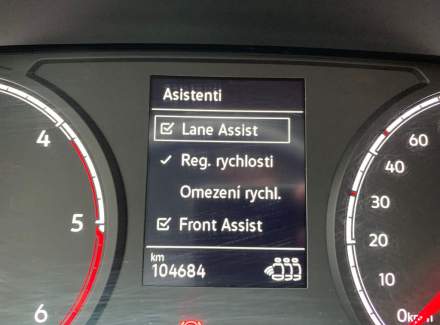 Asistenti
Lane Assist
Reg. rychlosti
Omezení rychl.
Front Assist
km
104684
4
5
6
60
40
30
20
10
0km/h